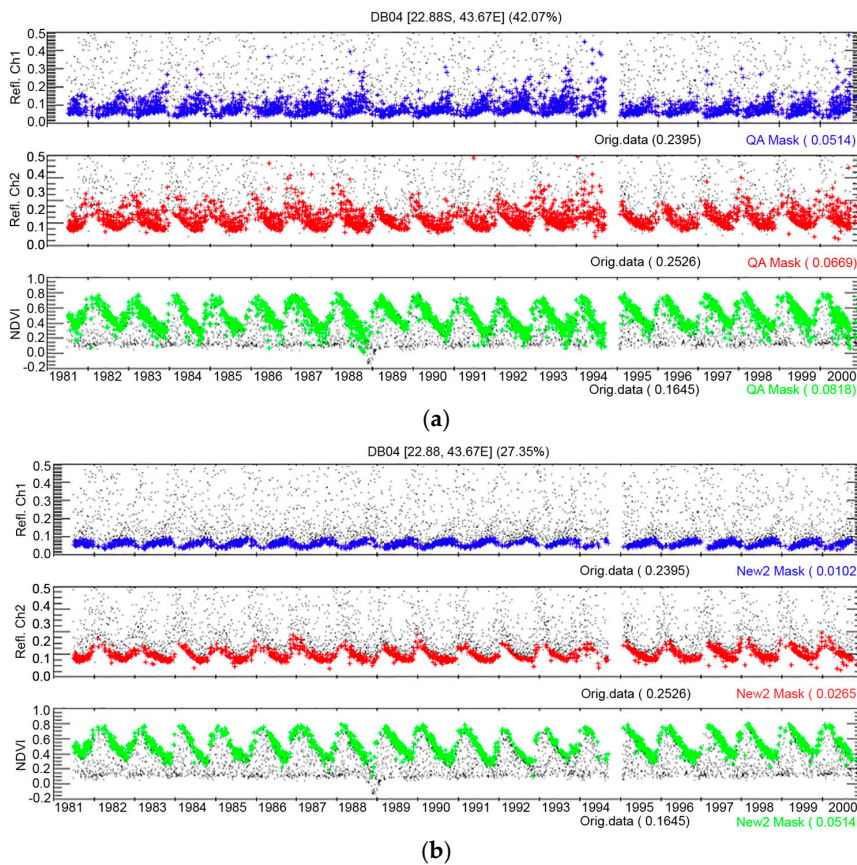 DB04 [22.88S, 43.67E] (42.07%)
Refl. Ch1
0.5
0.4
0.3
0.2
0.1
0.0
Orig.data (0.2395) QA Mask ( 0.0514)
Refl. Ch2
0.5
0.4
0.3
0.2
0.1
0.0
Orig.data ( 0.2526) QA Mask ( 0.0669)
NDVI
1.0
0.8
0.6
0.4
0.2
0.0
-0.2
1981 1982 1983 1984 1985 1986 1987 1988 1989 1990 1991 1992 1993 1994 1995 1996 1997 1998 1999 2000
Orig.data ( 0.1645) QA Mask ( 0.0818)
(a)
DB04 [22.88, 43.67E] (27.35%)
Refl. Ch1
0.5
0.4
0.3
0.2
0.1
0.0
Orig.data ( 0.2395) New2 Mask ( 0.0102
Refl. Ch2
0.5
0.4
0.3
0.2
0.1
0.0
Orig.data ( 0.2526) New2 Mask ( 0.0265
NDVI
1.0
0.8
0.6
0.4
0.2
0.0
-0.2
1981 1982 1983 1984 1985 1986 1987 1988 1989 1990 1991 1992 1993 1994 1995 1996 1997 1998 1999 2000
Orig.data ( 0.1645) New2 Mask ( 0.0514
(b)